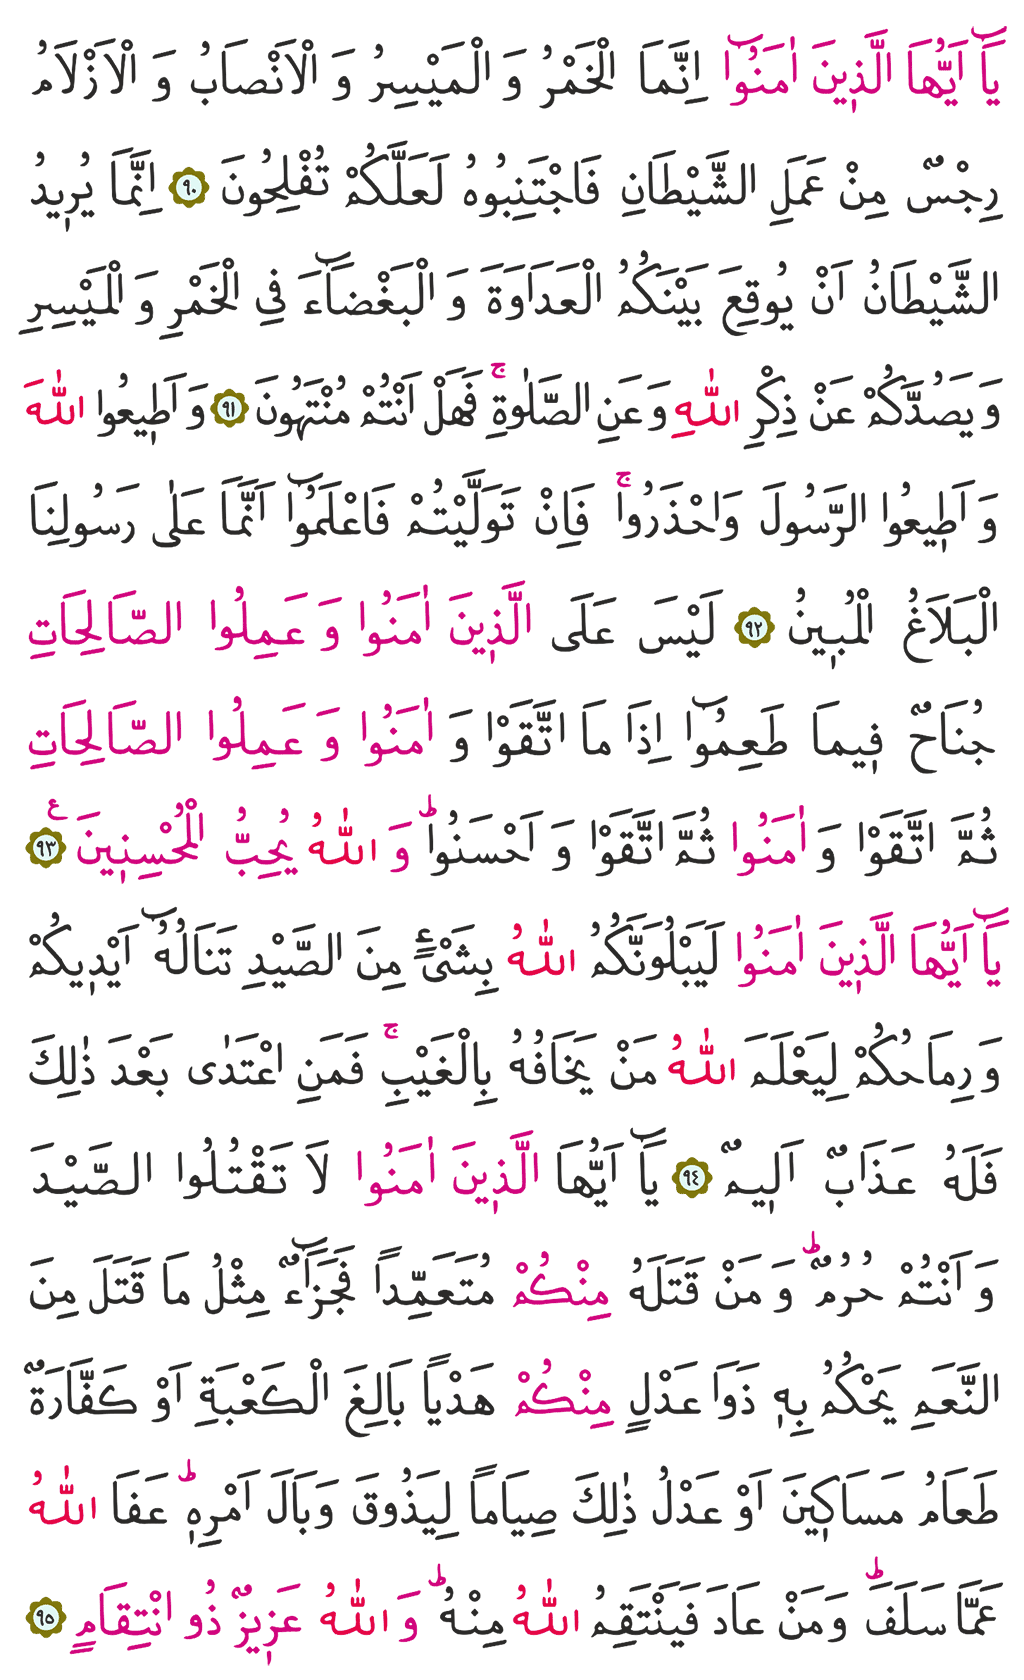 يَٓا اَيُّهَا الَّذ۪ينَ اٰمَنُٓوا اِنَّمَا الْخَمْرُ وَ الْمَيْسِرُ وَ الْاَنْصَابُ وَ الْاَزْلَامُ
رِجْسٌ مِنْ عَمَلِ الشَّيْطَانِ فَاجْتَنِبُوهُ لَعَلَّكُمْ تُفْلِحُونَ ﴿٩٠﴾ اِنَّمَا يُر۪يدُ
الشَّيْطَانُ اَنْ يُوقِعَ بَيْنَكُمُ الْعَدَاوَةَ وَ الْبَغْضَٓاءَ فِي الْخَمْرِ وَ الْمَيْسِرِ
وَ يَصُدَّكُمْ عَنْ ذِكْرِ اللّٰهِ وَ عَنِ الصَّلٰوةِۚ فَهَلْ اَنْتُمْ مُنْتَهُونَ ﴿٩١﴾ وَ اَط۪يعُوا اللّٰهَ
وَ اَط۪يعُوا الرَّسُولَ وَاحْذَرُواۚ فَاِنْ تَوَلَّيْتُمْ فَاعْلَمُٓوا اَنَّمَا عَلٰى رَسُولِنَا
الْبَلَاغُ الْمُب۪ينُ ﴿٩٢﴾ لَيْسَ عَلَى الَّذ۪ينَ اٰمَنُوا وَ عَمِلُوا الصَّالِحَاتِ
جُنَاحٌ ف۪يمَا طَعِمُٓوا اِذَا مَا اتَّقَوْا وَ اٰمَنُوا وَ عَمِلُوا الصَّالِحَاتِ
ثُمَّ اتَّقَوْا وَ اٰمَنُوا ثُمَّ اتَّقَوْا وَ اَحْسَنُواۜ وَ اللّٰهُ يُحِبُّ الْمُحْسِن۪ينَ ع ﴿٩٣﴾
يَٓا اَيُّهَا الَّذ۪ينَ اٰمَنُوا لَيَبْلُوَنَّكُمُ اللّٰهُ بِشَيْءٍ مِنَ الصَّيْدِ تَنَالُهُٓ اَيْد۪يكُمْ
وَ رِمَاحُكُمْ لِيَعْلَمَ اللّٰهُ مَنْ يَخَافُهُ بِالْغَيْبِۚ فَمَنِ اعْتَدٰى بَعْدَ ذٰلِكَ
فَلَهُ عَذَابٌ اَل۪يمٌ ﴿٩٤﴾ يَٓا اَيُّهَا الَّذ۪ينَ اٰمَنُوا لَا تَقْتُلُوا الصَّيْدَ
وَ اَنْتُمْ حُرُمٌۜ وَ مَنْ قَتَلَهُ مِنْكُمْ مُتَعَمِّداً فَجَزَٓاءٌ مِثْلُ مَا قَتَلَ مِنَ
النَّعَمِ يَحْكُمُ بِه۪ ذَوَا عَدْلٍ مِنْكُمْ هَدْياً بَالِغَ الْكَعْبَةِ اَوْ كَفَّارَةٌ
طَعَامُ مَسَاك۪ينَ اَوْ عَدْلُ ذٰلِكَ صِيَاماً لِيَذُوقَ وَبَالَ اَمْرِه۪ۜ عَفَا اللّٰهُ
عَمَّا سَلَفَۜ وَ مَنْ عَادَ فَيَنْتَقِمُ اللّٰهُ مِنْهُۜ وَ اللّٰهُ عَز۪يزٌ ذُو انْتِقَامٍ ﴿٩٥﴾